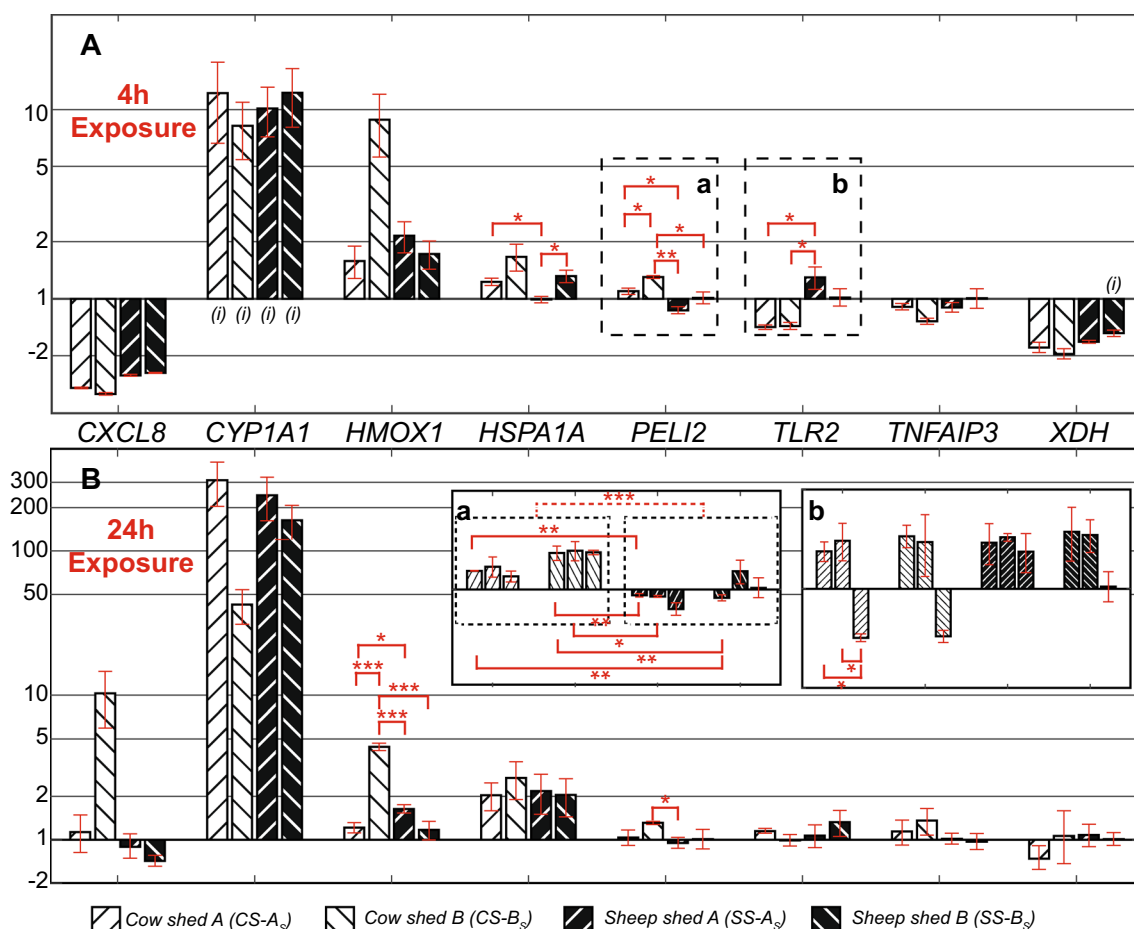 A
4h
Exposure
10
5
2
1
-2
(i) (i) (i) (i)
*
*
a
*
*
*
**
b
*
*
(i)
CXCL8 CYP1A1 HMOX1 HSPA1A PELI2 TLR2 TNFAIP3 XDH
B
24h
Exposure
300
200
100
50
10
5
2
1
-2
*
***
***
***
*
a
***
**
**
*
**
**
b
*
*
Cow shed A (CS-As) Cow shed B (CS-Bs) Sheep shed A (SS-As) Sheep shed B (SS-Bs)